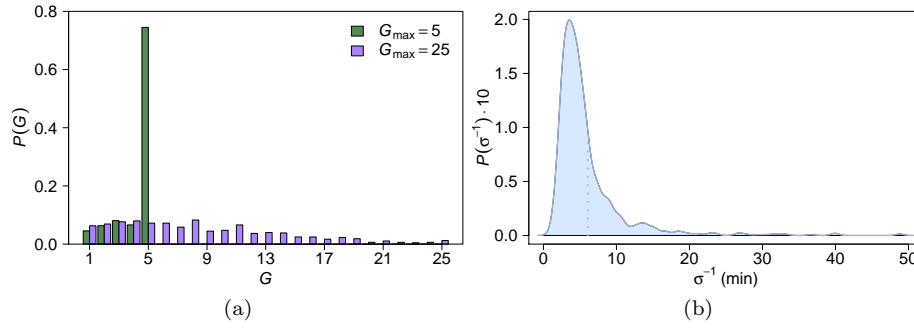 0.8
0.6
0.4
0.2
0.0
P(G)
G_max = 5
G_max = 25
1 5 9 13 17 21 25
G
(a)
2.0
1.5
1.0
0.5
0.0
P(σ⁻¹) · 10
0 10 20 30 40 50
σ⁻¹ (min)
(b)